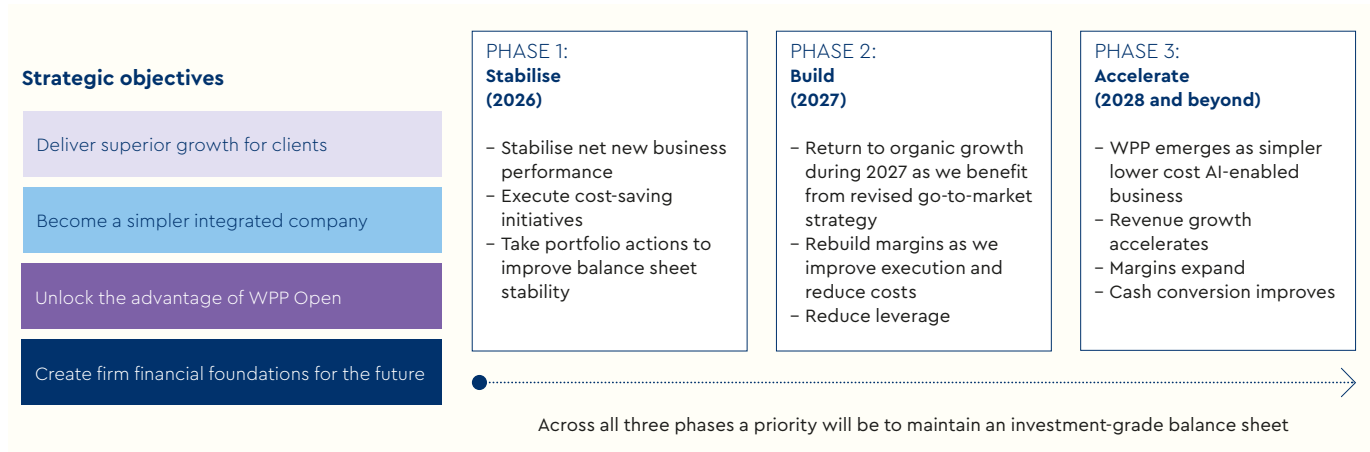 Strategic objectives
Deliver superior growth for clients
Become a simpler integrated company
Unlock the advantage of WPP Open
Create firm financial foundations for the future
PHASE 1:
Stabilise
(2026)
– Stabilise net new business
performance
– Execute cost-saving
initiatives
– Take portfolio actions to
improve balance sheet
stability
PHASE 2:
Build
(2027)
– Return to organic growth
during 2027 as we benefit
from revised go-to-market
strategy
– Rebuild margins as we
improve execution and
reduce costs
– Reduce leverage
PHASE 3:
Accelerate
(2028 and beyond)
– WPP emerges as simpler
lower cost AI-enabled
business
– Revenue growth
accelerates
– Margins expand
– Cash conversion improves
Across all three phases a priority will be to maintain an investment-grade balance sheet